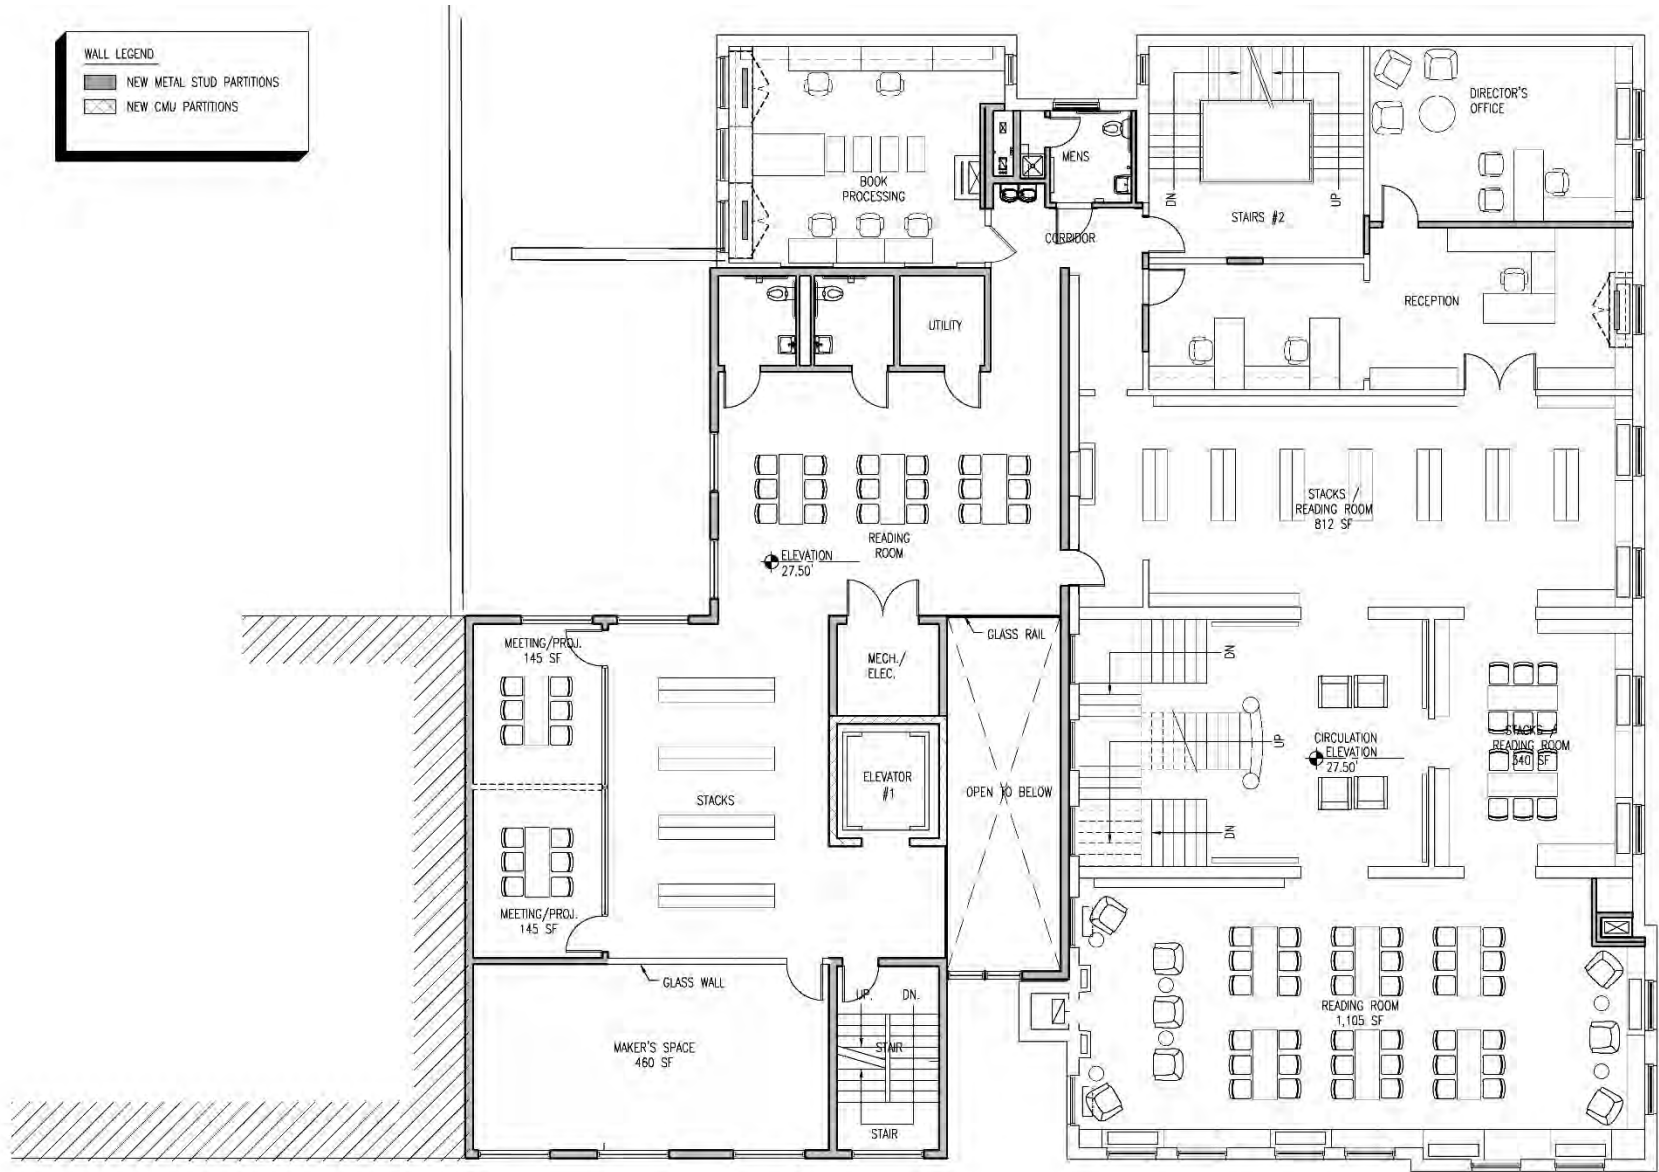 WALL LEGEND
NEW METAL STUD PARTITIONS
NEW CMU PARTITIONS
BOOK
PROCESSING
MENS
CORRIDOR
DN
UP
STAIRS #2
DIRECTOR'S
OFFICE
RECEPTION
UTILITY
READING
ROOM
ELEVATION
27.50'
STACKS /
READING ROOM
812 SF
MEETING/PROJ.
145 SF
MECH./
ELEC.
GLASS RAIL
DN
UP
DN
CIRCULATION
ELEVATION
27.50'
STACKS /
READING ROOM
340 SF
STACKS
ELEVATOR
#1
OPEN TO BELOW
MEETING/PROJ.
145 SF
GLASS WALL
MAKER'S SPACE
460 SF
UP.
DN.
STAIR
STAIR
READING ROOM
1,105 SF